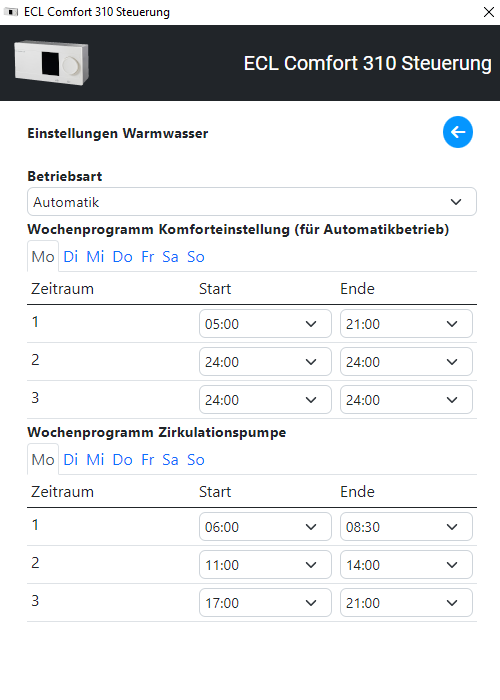 ECL Comfort 310 Steuerung
ECL Comfort 310 Steuerung
Einstellungen Warmwasser
Betriebsart
Automatik
Wochenprogramm Komforteinstellung (für Automatikbetrieb)
Mo Di Mi Do Fr Sa So
Zeitraum Start Ende
1 05:00 21:00
2 24:00 24:00
3 24:00 24:00
Wochenprogramm Zirkulationspumpe
Mo Di Mi Do Fr Sa So
Zeitraum Start Ende
1 06:00 08:30
2 11:00 14:00
3 17:00 21:00